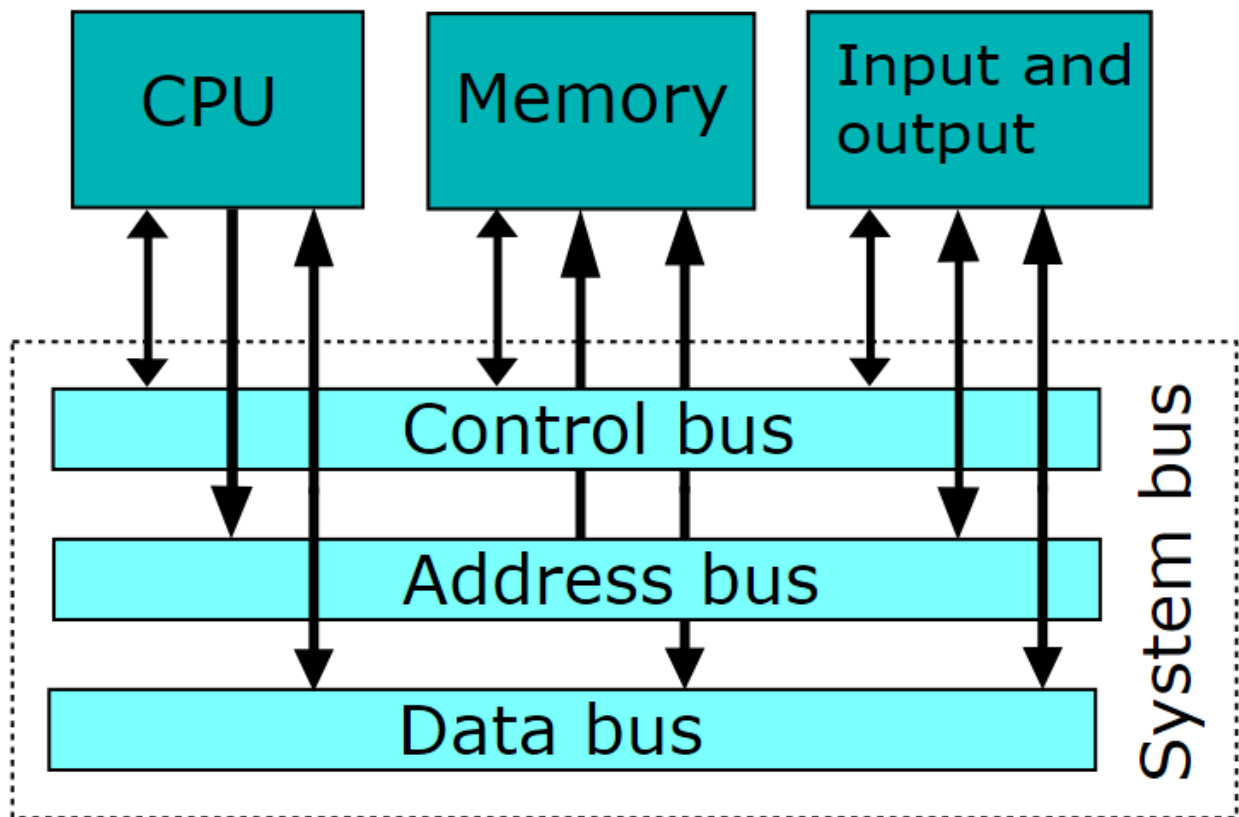 CPU
Memory
Input and
output
Control bus
Address bus
Data bus
System bus